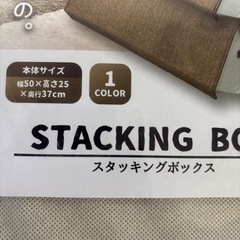 の。
本体サイズ
幅50×高さ25
×奥行37cm
1
COLOR
STACKING BO
スタッキングボックス